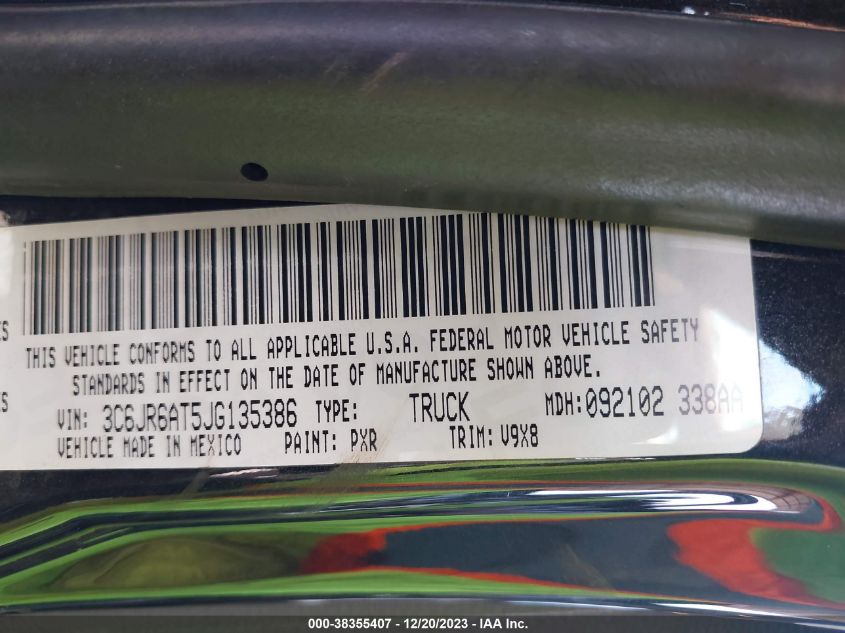 THIS VEHICLE CONFORMS TO ALL APPLICABLE U.S.A. FEDERAL MOTOR VEHICLE SAFETY
STANDARDS IN EFFECT ON THE DATE OF MANUFACTURE SHOWN ABOVE.
VIN: 3C6JR6AT5JG135386 TYPE: TRUCK MDH:092102 338AA
VEHICLE MADE IN MEXICO PAINT: PXR TRIM: V9X8
000-38355407 - 12/20/2023 - IAA Inc.